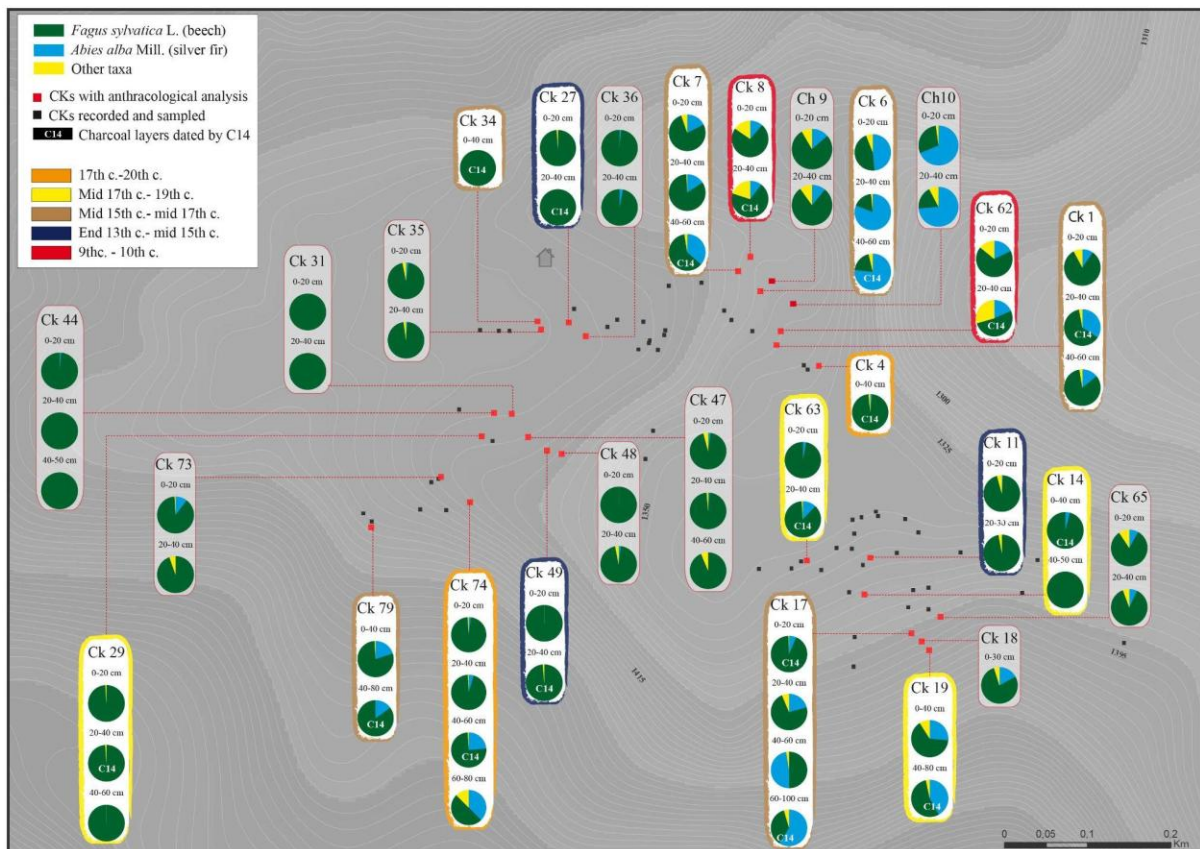 Fagus sylvatica L. (beech)
Abies alba Mill. (silver fir)
Other taxa
CKs with anthracological analysis
CKs recorded and sampled
C14 Charcoal layers dated by C14
17th c.-20th c.
Mid 17th c.- 19th c.
Mid 15th c.- mid 17th c.
End 13th c.- mid 15th c.
9thc. - 10th c.
Ck 34
0-40 cm
C14
Ck 27
0-20 cm
20-40 cm
C14
Ck 36
0-20 cm
20-40 cm
Ck 7
0-20 cm
20-40 cm
40-60 cm
C14
Ck 8
0-20 cm
20-40 cm
C14
Ch 9
0-20 cm
20-40 cm
Ck 6
0-20 cm
20-40 cm
40-60 cm
C14
Ch10
0-20 cm
20-40 cm
Ck 62
0-20 cm
20-40 cm
C14
Ck 1
0-20 cm
20-40 cm
C14
40-60 cm
1310
Ck 35
0-20 cm
20-40 cm
Ck 31
0-20 cm
20-40 cm
Ck 44
0-20 cm
20-40 cm
40-50 cm
Ck 4
0-40 cm
C14
1300
1325
Ck 63
0-20 cm
20-40 cm
C14
Ck 47
0-20 cm
20-40 cm
40-60 cm
Ck 48
0-20 cm
20-40 cm
1350
Ck 11
0-20 cm
20-30 cm
Ck 14
0-40 cm
C14
40-50 cm
Ck 65
0-20 cm
20-40 cm
Ck 73
0-20 cm
20-40 cm
Ck 29
0-20 cm
20-40 cm
C14
40-60 cm
Ck 79
0-40 cm
40-80 cm
C14
Ck 74
0-20 cm
20-40 cm
40-60 cm
C14
60-80 cm
Ck 49
0-20 cm
20-40 cm
C14
1415
Ck 17
0-20 cm
C14
20-40 cm
40-60 cm
60-100 cm
C14
Ck 18
0-30 cm
Ck 19
0-40 cm
40-80 cm
C14
1398
0 0,05 0,1 0,2
Km